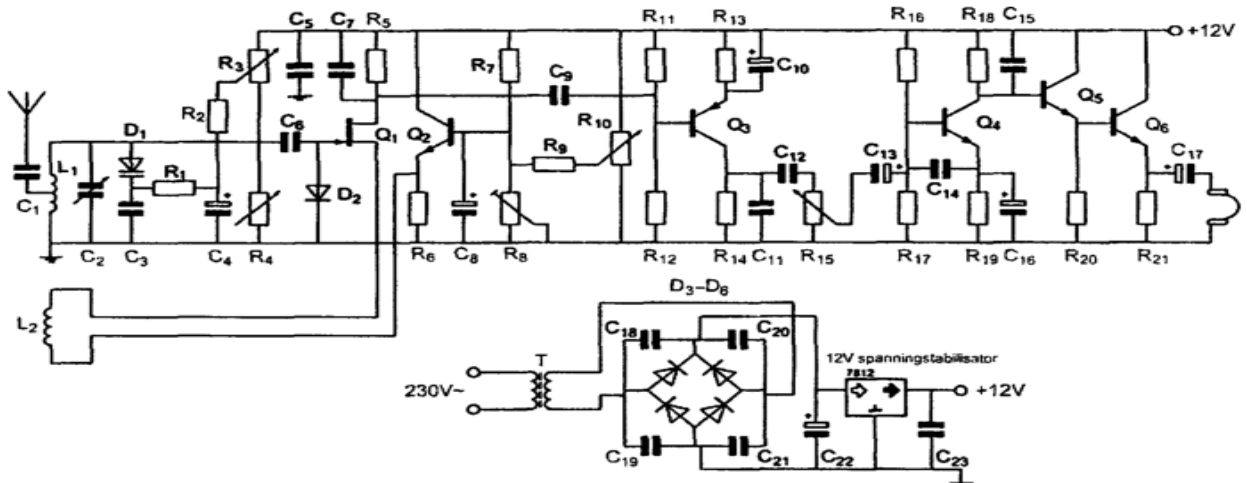 R11 R13 R16 R18 C15
C5 C7 R5
+12V
R3
R7 C9
C10
R2 R10
Q5
D1 C6 Q1 Q2 Q3 Q4 Q6
L1 R1 R9 C12 C13 C17
D2 C14
C1
C2 C3 C4 R4 R6 C8 R8 R12 R14 C11 R15 R17 R19 C16 R20 R21
D3–D6
L2
C18 C20
T 12V spanningstabilisator
7812
230V~ +12V
C19 C21 C22 C23